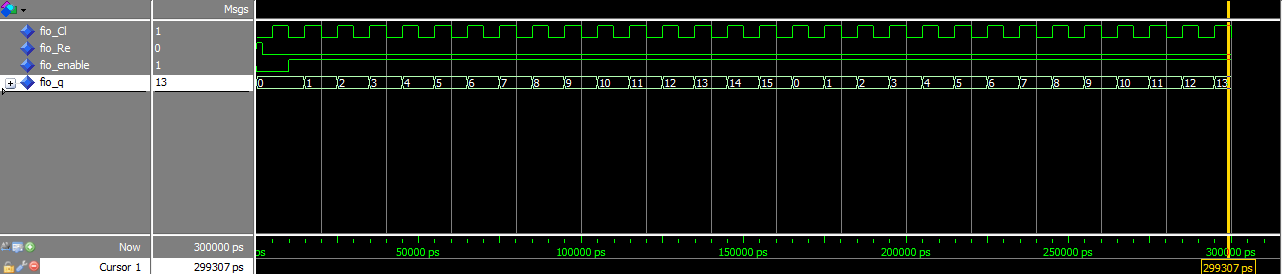 Msgs
fio_Cl 1
fio_Re 0
fio_enable 1
fio_q 13 0 1 2 3 4 5 6 7 8 9 10 11 12 13 14 15 0 1 2 3 4 5 6 7 8 9 10 11 12 13
Now 300000 ps ps 50000 ps 100000 ps 150000 ps 200000 ps 250000 ps 300000 ps
Cursor 1 299307 ps 299307 ps